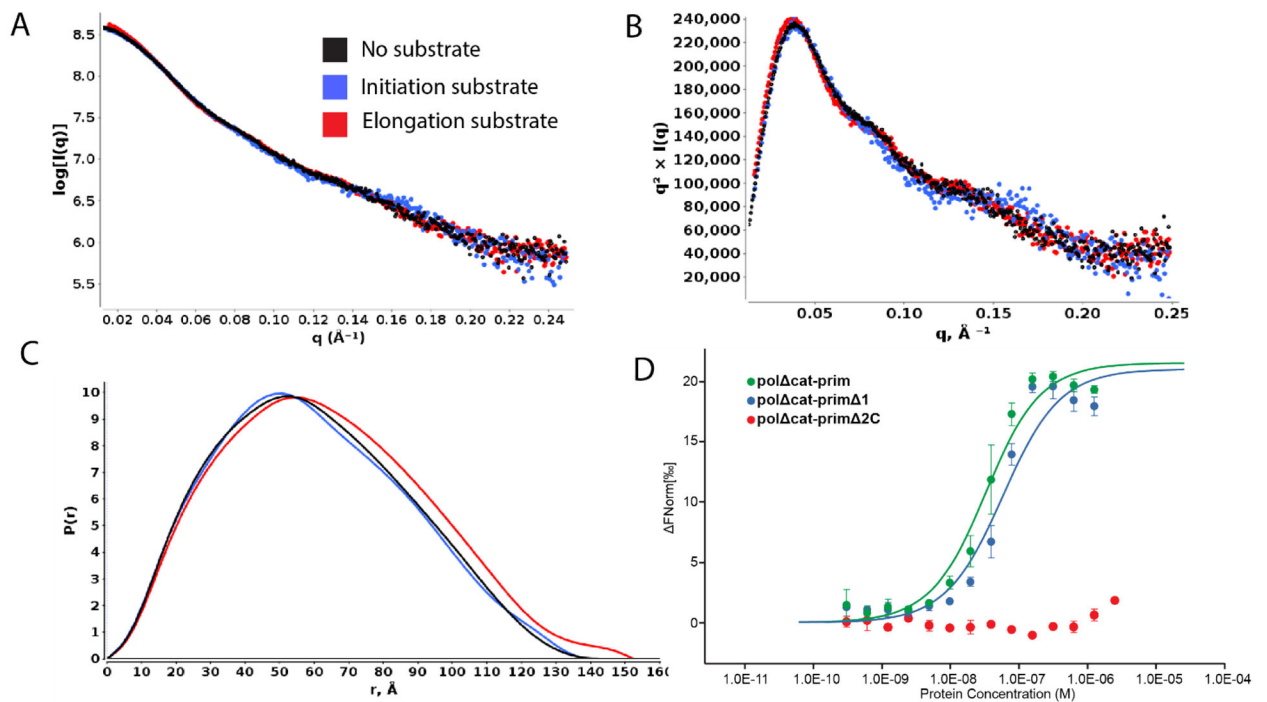 A
8.5
8.0
7.5
7.0
6.5
6.0
5.5
log[I(q)]
0.02 0.04 0.06 0.08 0.10 0.12 0.14 0.16 0.18 0.20 0.22 0.24
q (Å⁻¹)
No substrate
Initiation substrate
Elongation substrate
B
240,000
220,000
200,000
180,000
160,000
140,000
120,000
100,000
80,000
60,000
40,000
20,000
q² × I(q)
0.05 0.10 0.15 0.20 0.25
q, Å ⁻¹
C
10
9
8
7
6
5
4
3
2
1
0
P(r)
0 10 20 30 40 50 60 70 80 90 100 110 120 130 140 150 160
r, Å
D
polΔcat-prim
polΔcat-primΔ1
polΔcat-primΔ2C
20
15
10
5
0
ΔFNorm[‰]
1.0E-11 1.0E-10 1.0E-09 1.0E-08 1.0E-07 1.0E-06 1.0E-05 1.0E-04
Protein Concentration (M)